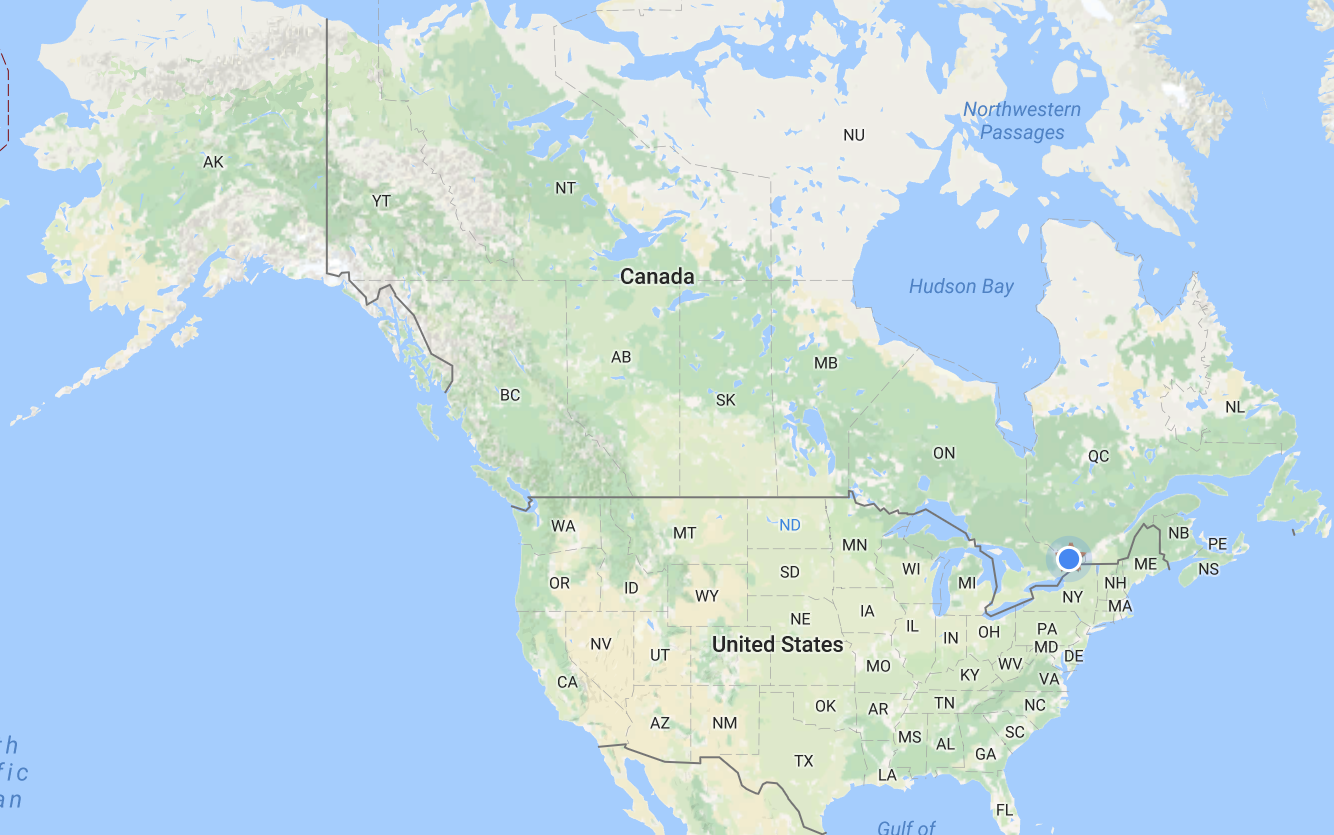 Northwestern
Passages
NU
AK
NT
YT
Canada
Hudson Bay
AB
MB
BC
SK
NL
ON
QC
WA
ND
MT
NB
MN
PE
ME
WI
NS
SD
OR
MI
NH
ID
WY
NY
MA
IA
NE
IL
PA
OH
IN
NV
United States
MD
UT
DE
WV
MO
KY
VA
CA
TN
NC
OK
AR
AZ
NM
SC
MS
AL
GA
TX
LA
FL
Gulf of